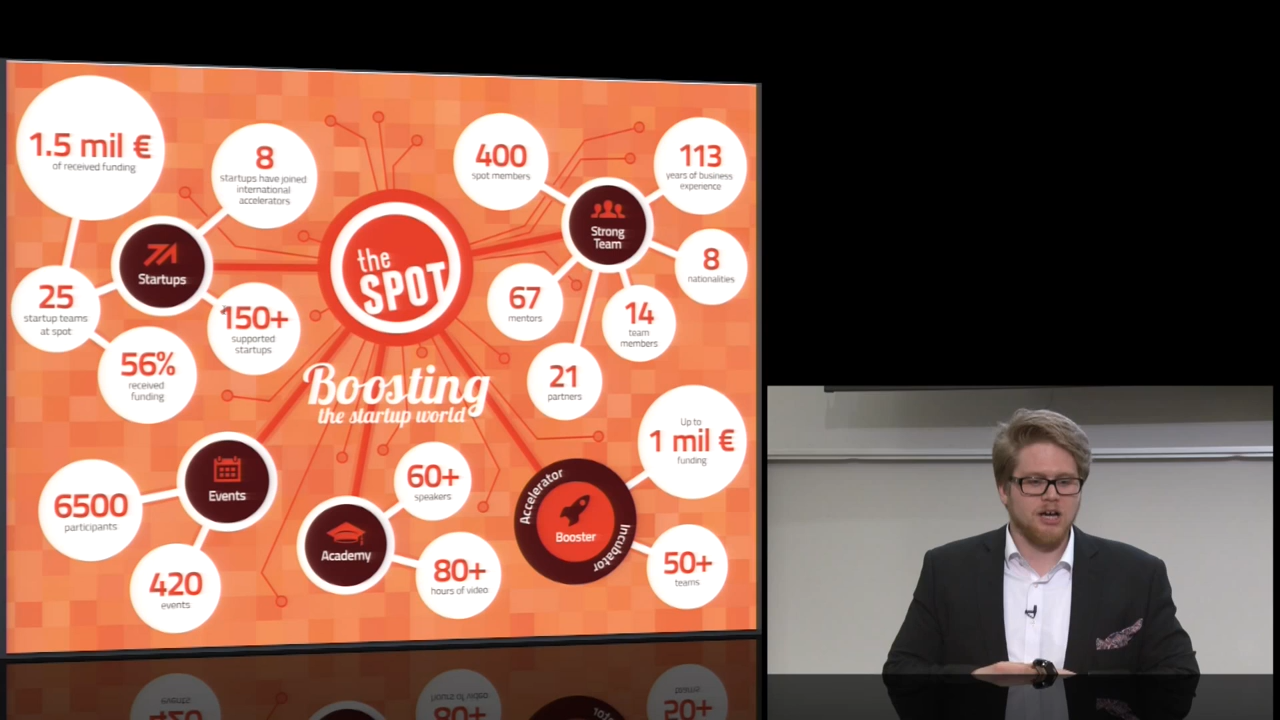 1.5 mil €
of received funding
8
startups have joined
international
accelerators
Startups
25
startup teams
at spot
150+
supported
startups
56%
received
funding
the
SPOT
Boosting
the startup world
400
spot members
113
years of business
experience
Strong
Team
8
nationalities
67
mentors
14
team
members
21
partners
Events
6500
participants
420
events
Academy
60+
speakers
80+
hours of video
Accelerator
Booster
Incubator
Up to
1 mil €
funding
50+
teams